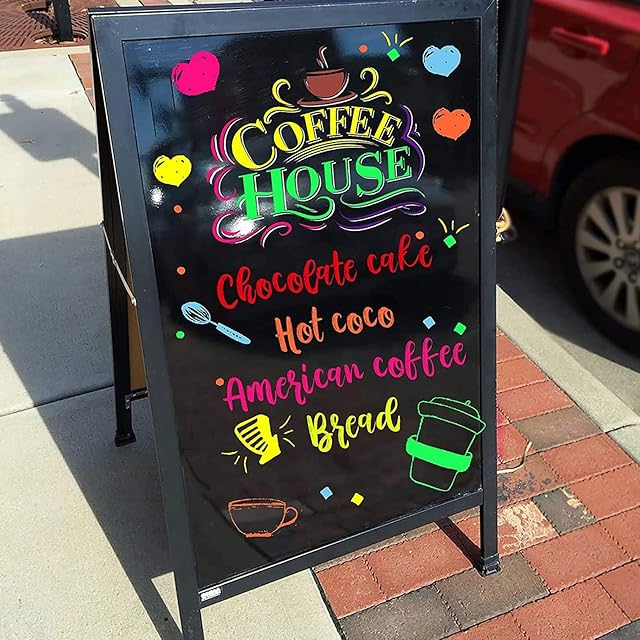 COFFEE
HOUSE
Chocolate cake
Hot coco
American coffee
Bread